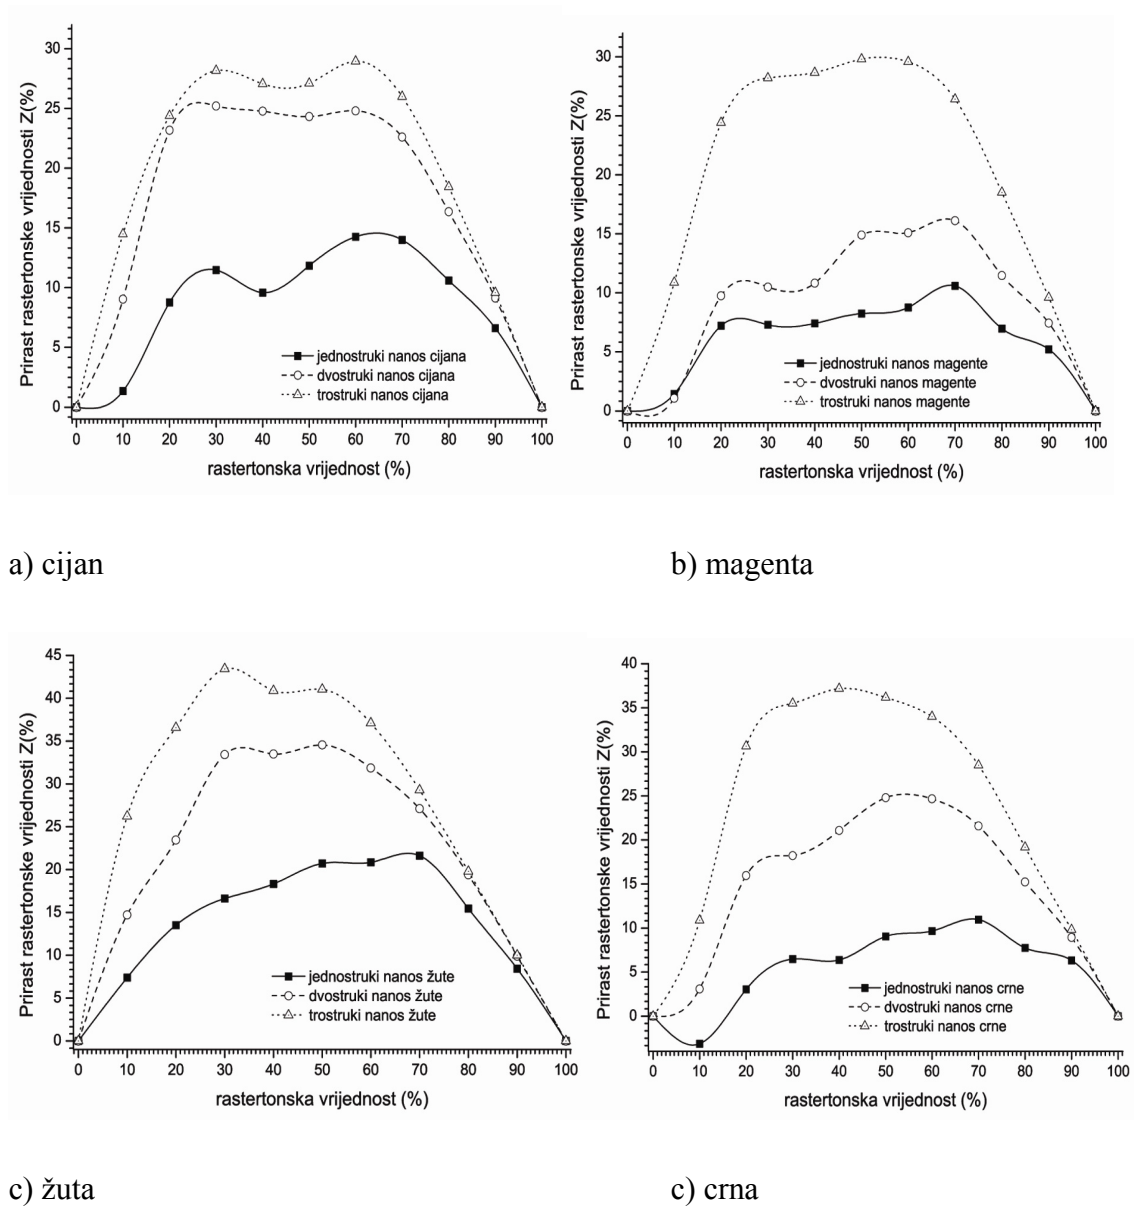 Prirast rastertonske vrijednosti Z(%)
30
25
20
15
10
5
0
jednostruki nanos cijana
dvostruki nanos cijana
trostruki nanos cijana
0 10 20 30 40 50 60 70 80 90 100
rastertonska vrijednost (%)
Prirast rastertonske vrijednosti Z(%)
30
25
20
15
10
5
0
jednostruki nanos magente
dvostruki nanos magente
trostruki nanos magente
0 10 20 30 40 50 60 70 80 90 100
rastertonska vrijednost (%)
a) cijan
b) magenta
Prirast rastertonske vrijednosti Z(%)
45
40
35
30
25
20
15
10
5
0
jednostruki nanos žute
dvostruki nanos žute
trostruki nanos žute
0 10 20 30 40 50 60 70 80 90 100
rastertonska vrijednost (%)
Prirast rastertonske vrijednosti Z(%)
40
35
30
25
20
15
10
5
0
jednostruki nanos crne
dvostruki nanos crne
trostruki nanos crne
0 10 20 30 40 50 60 70 80 90 100
rastertonska vrijednost (%)
c) žuta
c) crna